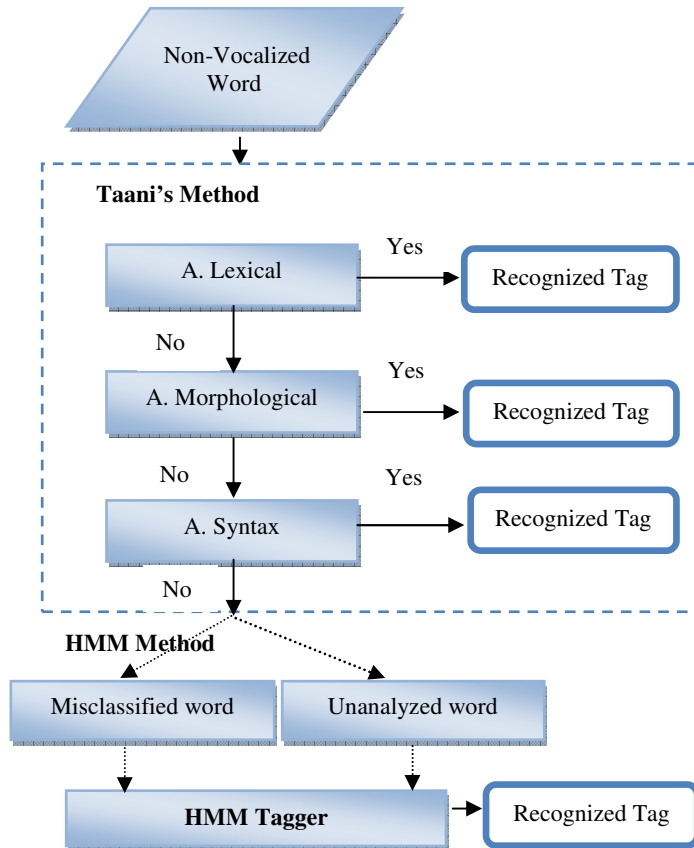 Non-Vocalized
Word
Taani's Method
Yes
A. Lexical
Recognized Tag
No
Yes
A. Morphological
Recognized Tag
No
Yes
A. Syntax
Recognized Tag
No
HMM Method
Misclassified word
Unanalyzed word
HMM Tagger
Recognized Tag